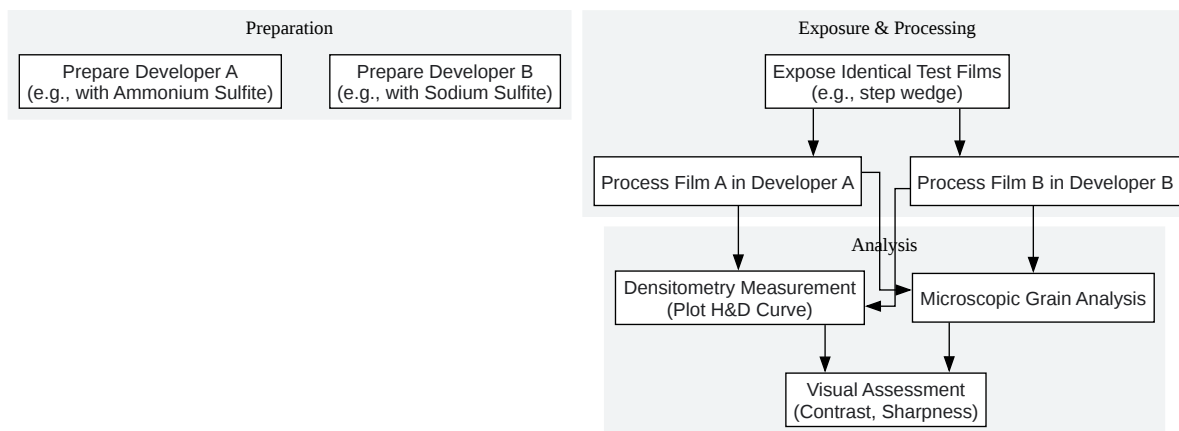 Preparation
Prepare Developer A
(e.g., with Ammonium Sulfite)
Prepare Developer B
(e.g., with Sodium Sulfite)
Exposure & Processing
Expose Identical Test Films
(e.g., step wedge)
Process Film A in Developer A
Process Film B in Developer B
Analysis
Densitometry Measurement
(Plot H&D Curve)
Microscopic Grain Analysis
Visual Assessment
(Contrast, Sharpness)